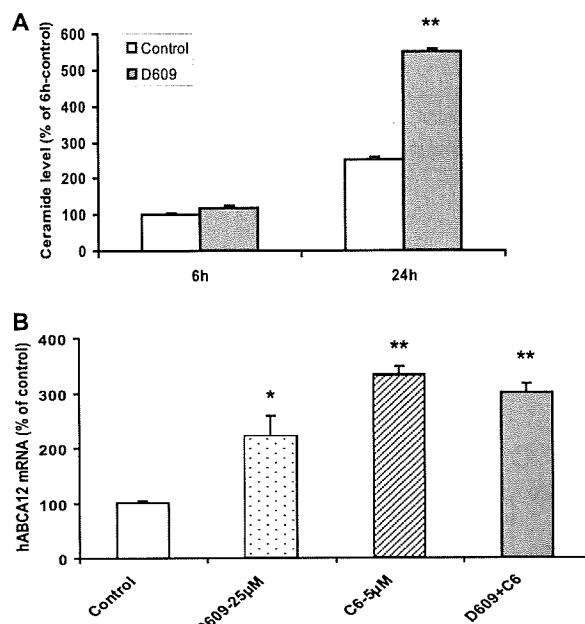 A
Ceramide level (% of 6h-control)
600
500
400
300
200
100
0
Control
D609
**
6h
24h
B
hABCA12 mRNA (% of control)
400
300
200
100
0
*
**
**
Control
D609-25µM
C6-5µM
D609+C6